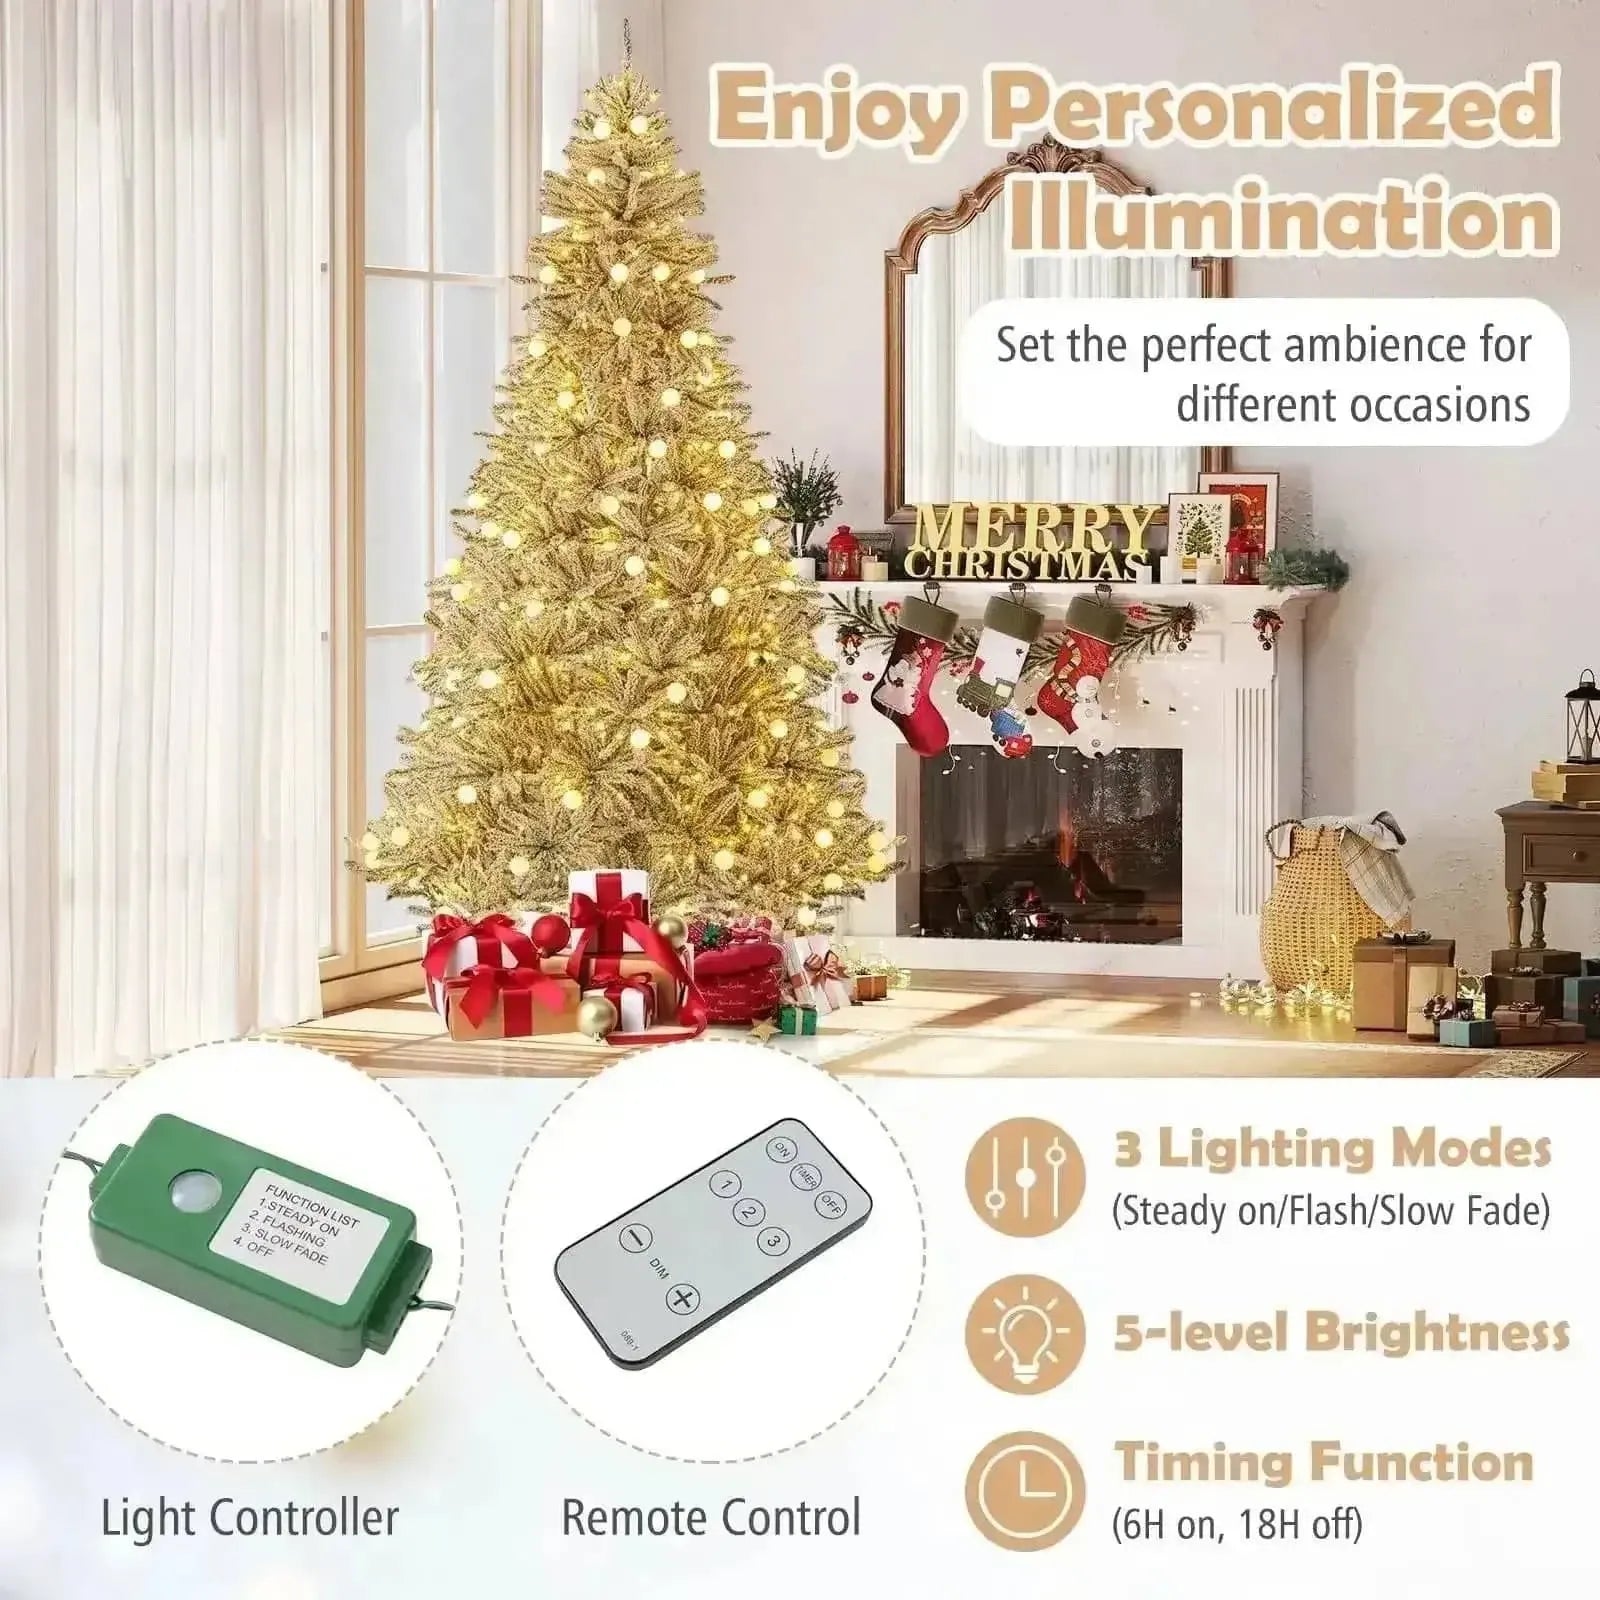 Enjoy Personalized
Illumination
Set the perfect ambience for
different occasions
MERRY
CHRISTMAS
FUNCTION LIST
1.STEADY ON
2. FLASHING
3. SLOW FADE
4. OFF
ON
TIMER
OFF
1
2
3
−
DIM
+
Light Controller
Remote Control
3 Lighting Modes
(Steady on/Flash/Slow Fade)
5-level Brightness
Timing Function
(6H on, 18H off)